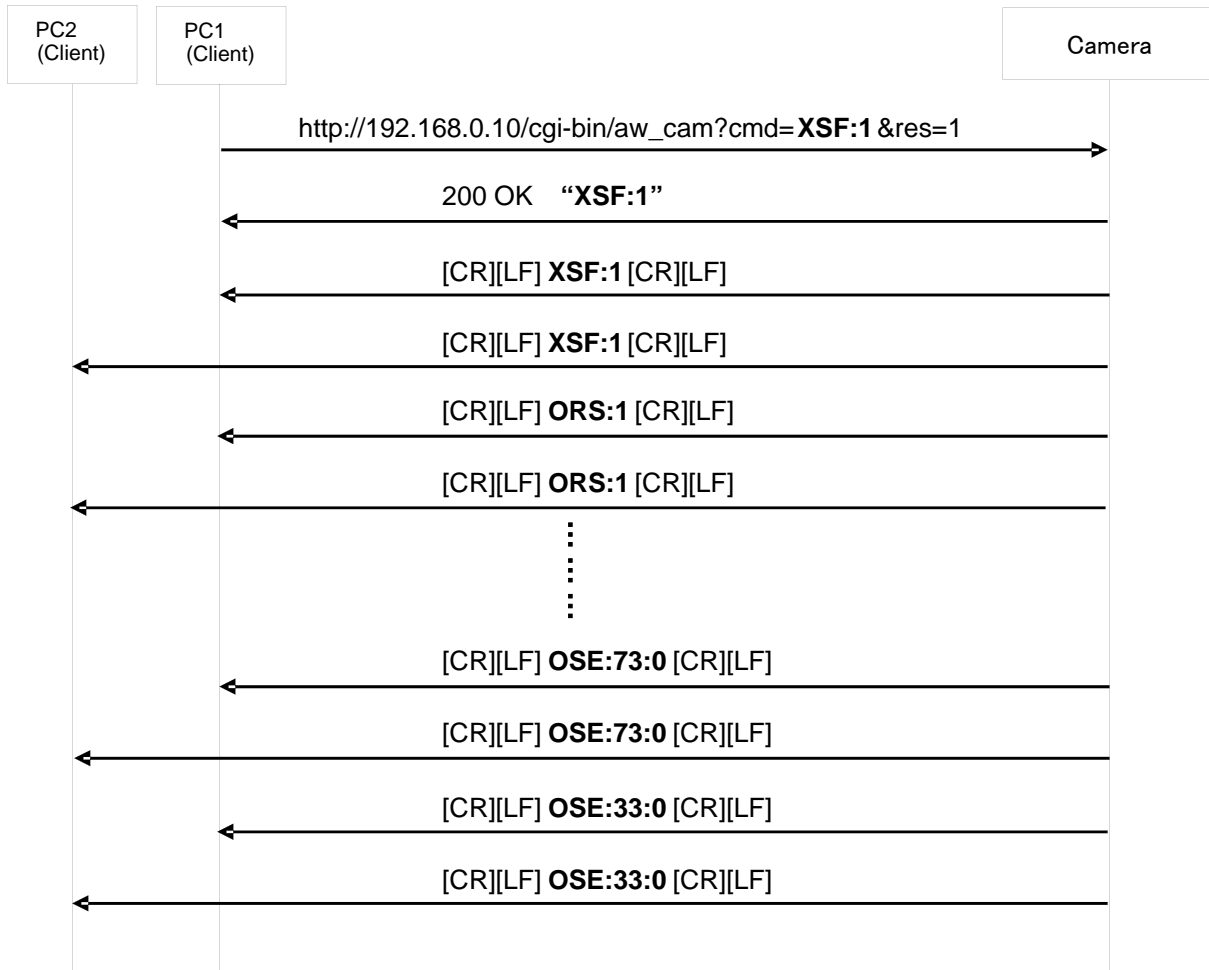 PC2
(Client)
PC1
(Client)
Camera
http://192.168.0.10/cgi-bin/aw_cam?cmd=XSF:1&res=1
200 OK “XSF:1”
[CR][LF] XSF:1 [CR][LF]
[CR][LF] XSF:1 [CR][LF]
[CR][LF] ORS:1 [CR][LF]
[CR][LF] ORS:1 [CR][LF]
[CR][LF] OSE:73:0 [CR][LF]
[CR][LF] OSE:73:0 [CR][LF]
[CR][LF] OSE:33:0 [CR][LF]
[CR][LF] OSE:33:0 [CR][LF]